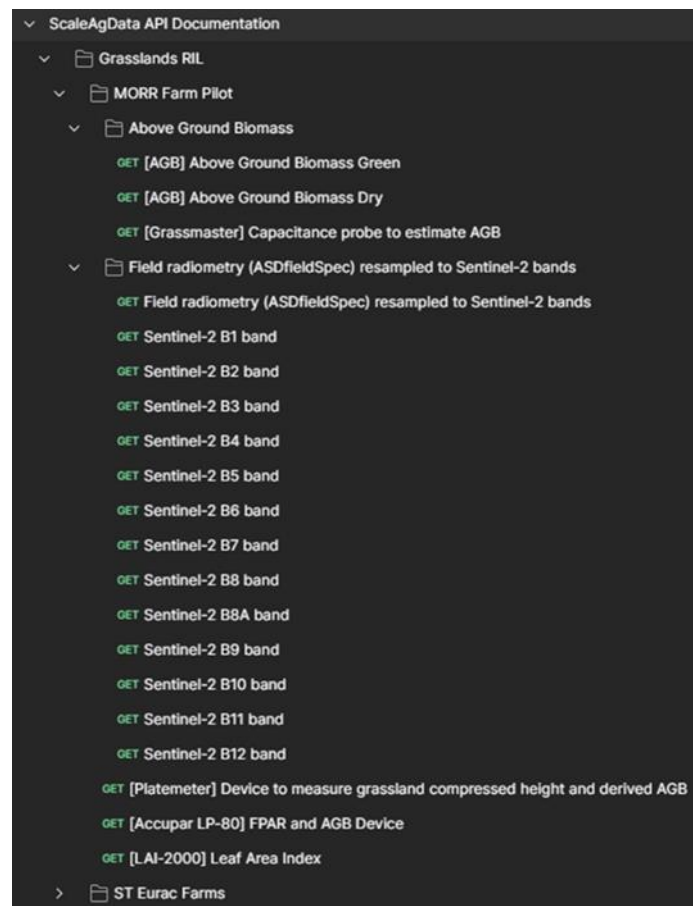 ScaleAgData API Documentation
Grasslands RIL
MORR Farm Pilot
Above Ground Biomass
GET [AGB] Above Ground Biomass Green
GET [AGB] Above Ground Biomass Dry
GET [Grassmaster] Capacitance probe to estimate AGB
Field radiometry (ASDfieldSpec) resampled to Sentinel-2 bands
GET Field radiometry (ASDfieldSpec) resampled to Sentinel-2 bands
GET Sentinel-2 B1 band
GET Sentinel-2 B2 band
GET Sentinel-2 B3 band
GET Sentinel-2 B4 band
GET Sentinel-2 B5 band
GET Sentinel-2 B6 band
GET Sentinel-2 B7 band
GET Sentinel-2 B8 band
GET Sentinel-2 B8A band
GET Sentinel-2 B9 band
GET Sentinel-2 B10 band
GET Sentinel-2 B11 band
GET Sentinel-2 B12 band
GET [Platemeter] Device to measure grassland compressed height and derived AGB
GET [Accupar LP-80] FPAR and AGB Device
GET [LAI-2000] Leaf Area Index
ST Eurac Farms